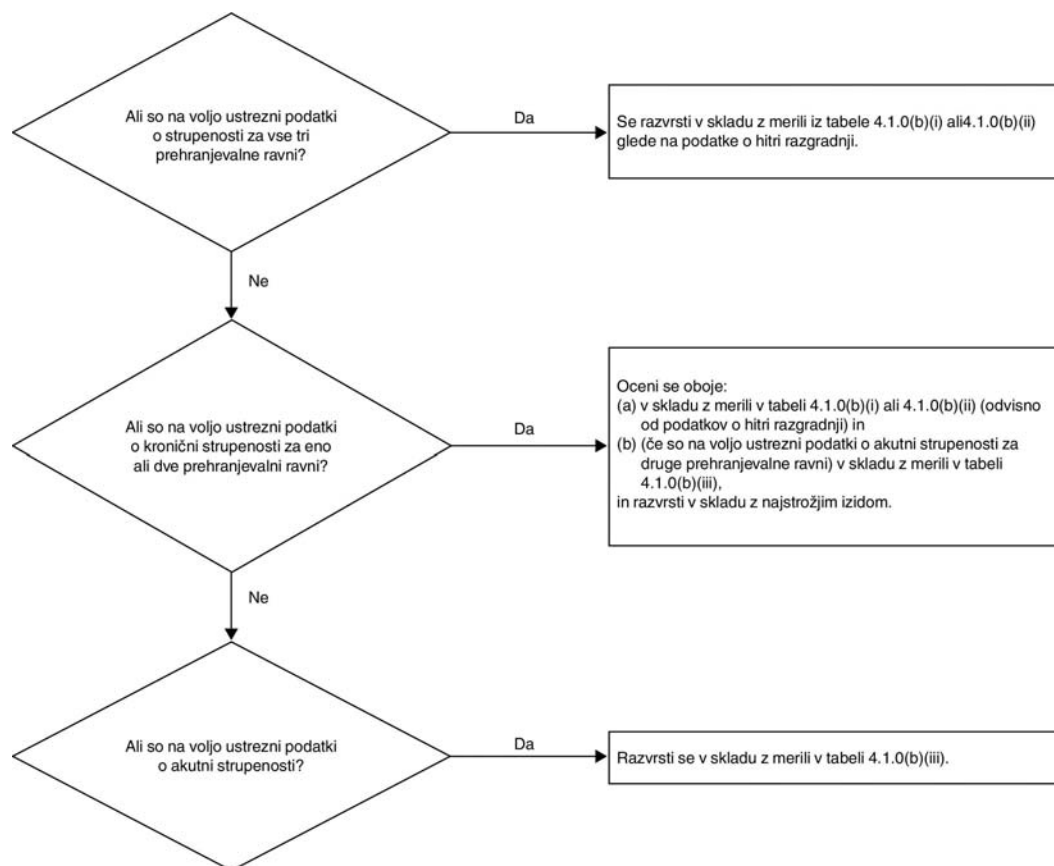 Ali so na voljo ustrezni podatki
o strupenosti za vse tri
prehranjevalne ravni?
Da
Se razvrsti v skladu z merili iz tabele 4.1.0(b)(i) ali4.1.0(b)(ii)
glede na podatke o hitri razgradnji.
Ne
Ali so na voljo ustrezni podatki
o kronični strupenosti za eno
ali dve prehranjevalni ravni?
Da
Oceni se oboje:
(a) v skladu z merili v tabeli 4.1.0(b)(i) ali 4.1.0(b)(ii) (odvisno
od podatkov o hitri razgradnji) in
(b) (če so na voljo ustrezni podatki o akutni strupenosti za
druge prehranjevalne ravni) v skladu z merili v tabeli
4.1.0(b)(iii),
in razvrsti v skladu z najstrožjim izidom.
Ne
Ali so na voljo ustrezni podatki
o akutni strupenosti?
Da
Razvrsti se v skladu z merili v tabeli 4.1.0(b)(iii).